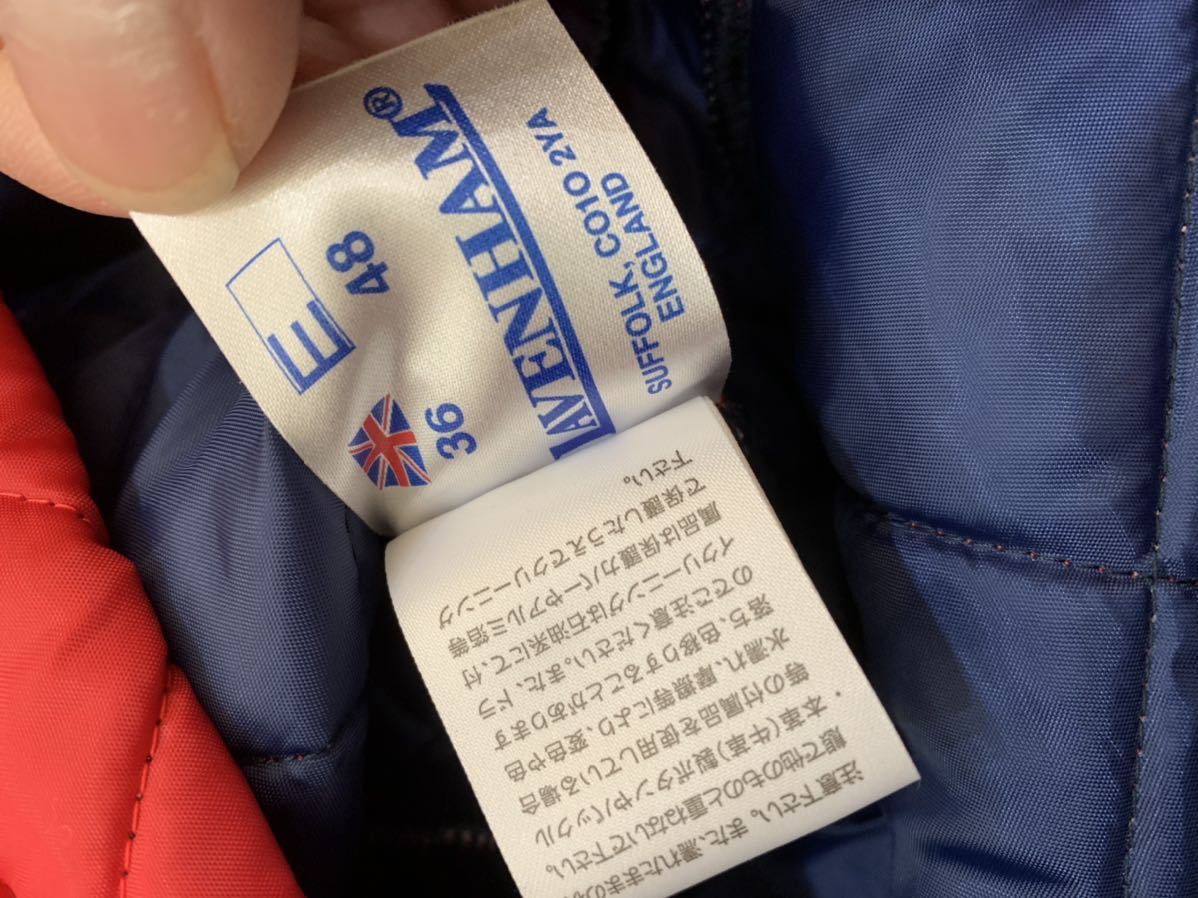 LAVENHAM®
SUFFOLK, CO10 2YA
ENGLAND
36 48
E
注意下さい。また、濡れたままの
態で他のものと重ねないで下さい。
・本革(牛革)製ボタンやバックル
等の付属品を使用している場合
水濡れ、摩擦等により、変色や色
落ち、色移りすることがあります
のでご注意ください。また、ドラ
イクリーニングは石油系にて、付
属品は保護カバーやアルミ箔等
で保護したうえでクリーニング
下さい。